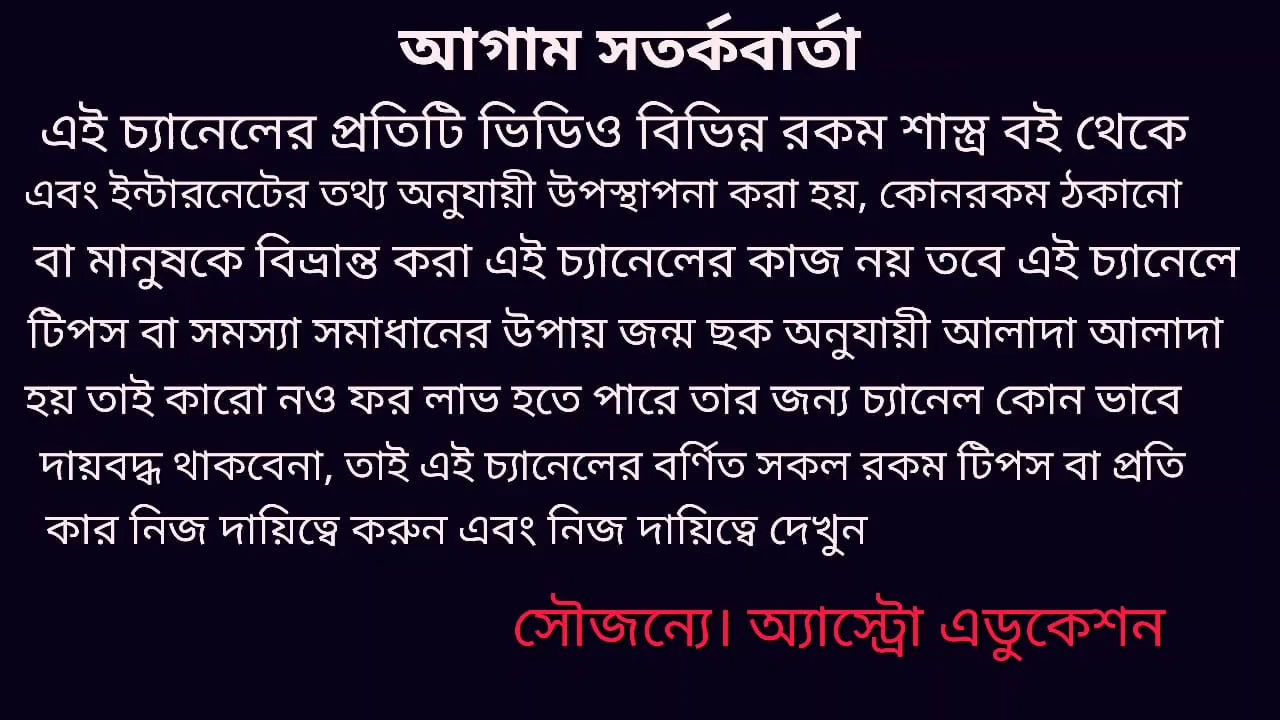 আগাম সতর্কবার্তা
এই চ্যানেলের প্রতিটি ভিডিও বিভিন্ন রকম শাস্ত্র বই থেকে
এবং ইন্টারনেটের তথ্য অনুযায়ী উপস্থাপনা করা হয়, কোনরকম ঠকানো
বা মানুষকে বিভ্রান্ত করা এই চ্যানেলের কাজ নয় তবে এই চ্যানেলে
টিপস বা সমস্যা সমাধানের উপায় জন্ম ছক অনুযায়ী আলাদা আলাদা
হয় তাই কারো নও ফর লাভ হতে পারে তার জন্য চ্যানেল কোন ভাবে
দায়বদ্ধ থাকবেনা, তাই এই চ্যানেলের বর্ণিত সকল রকম টিপস বা প্রতি
কার নিজ দায়িত্বে করুন এবং নিজ দায়িত্বে দেখুন
সৌজন্যে। অ্যাস্ট্রো এডুকেশন